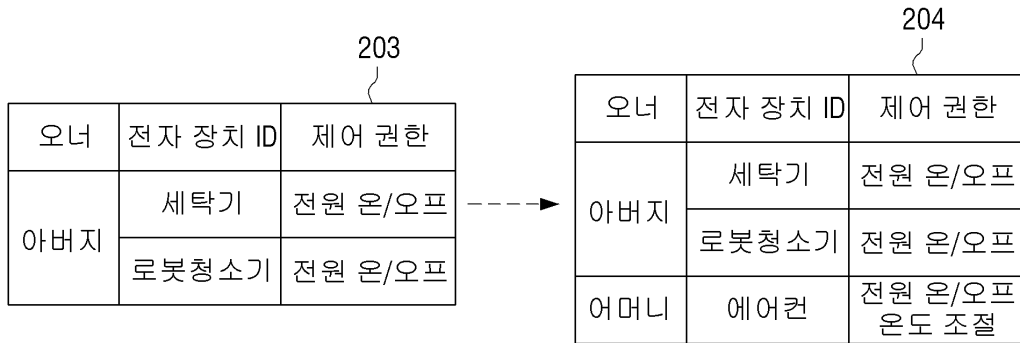 203
오너 전자 장치 ID 제어 권한
아버지 세탁기 전원 온/오프
로봇청소기 전원 온/오프
204
오너 전자 장치 ID 제어 권한
아버지 세탁기 전원 온/오프
로봇청소기 전원 온/오프
어머니 에어컨 전원 온/오프
온도 조절